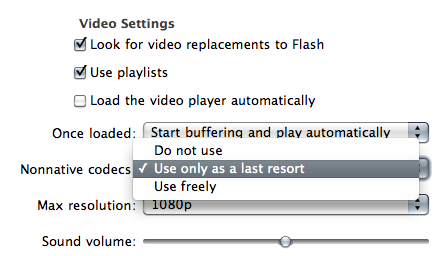 Video Settings
Look for video replacements to Flash
Use playlists
Load the video player automatically
Once loaded: Start buffering and play automatically
Do not use
Nonnative codecs: ✓ Use only as a last resort
Use freely
Max resolution: 1080p
Sound volume: